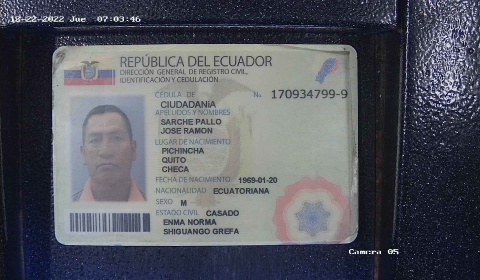 18-22-2022 Jue 07:03:46
REPÚBLICA DEL ECUADOR
DIRECCIÓN GENERAL DE REGISTRO CIVIL,
IDENTIFICACIÓN Y CEDULACIÓN
CÉDULA DE No. 170934799-9
CIUDADANÍA
APELLIDOS Y NOMBRES
SARCHE PALLO
JOSE RAMON
LUGAR DE NACIMIENTO
PICHINCHA
QUITO
CHECA
FECHA DE NACIMIENTO 1969-01-20
NACIONALIDAD ECUATORIANA
SEXO M
ESTADO CIVIL CASADO
ENMA NORMA
SHIGUANGO GREFA
Camera 05